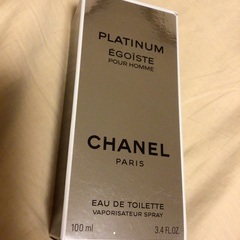 PLATINUM
ÉGOÏSTE
POUR HOMME
CHANEL
PARIS
EAU DE TOILETTE
VAPORISATEUR SPRAY
100 ml 3.4 FL.OZ.